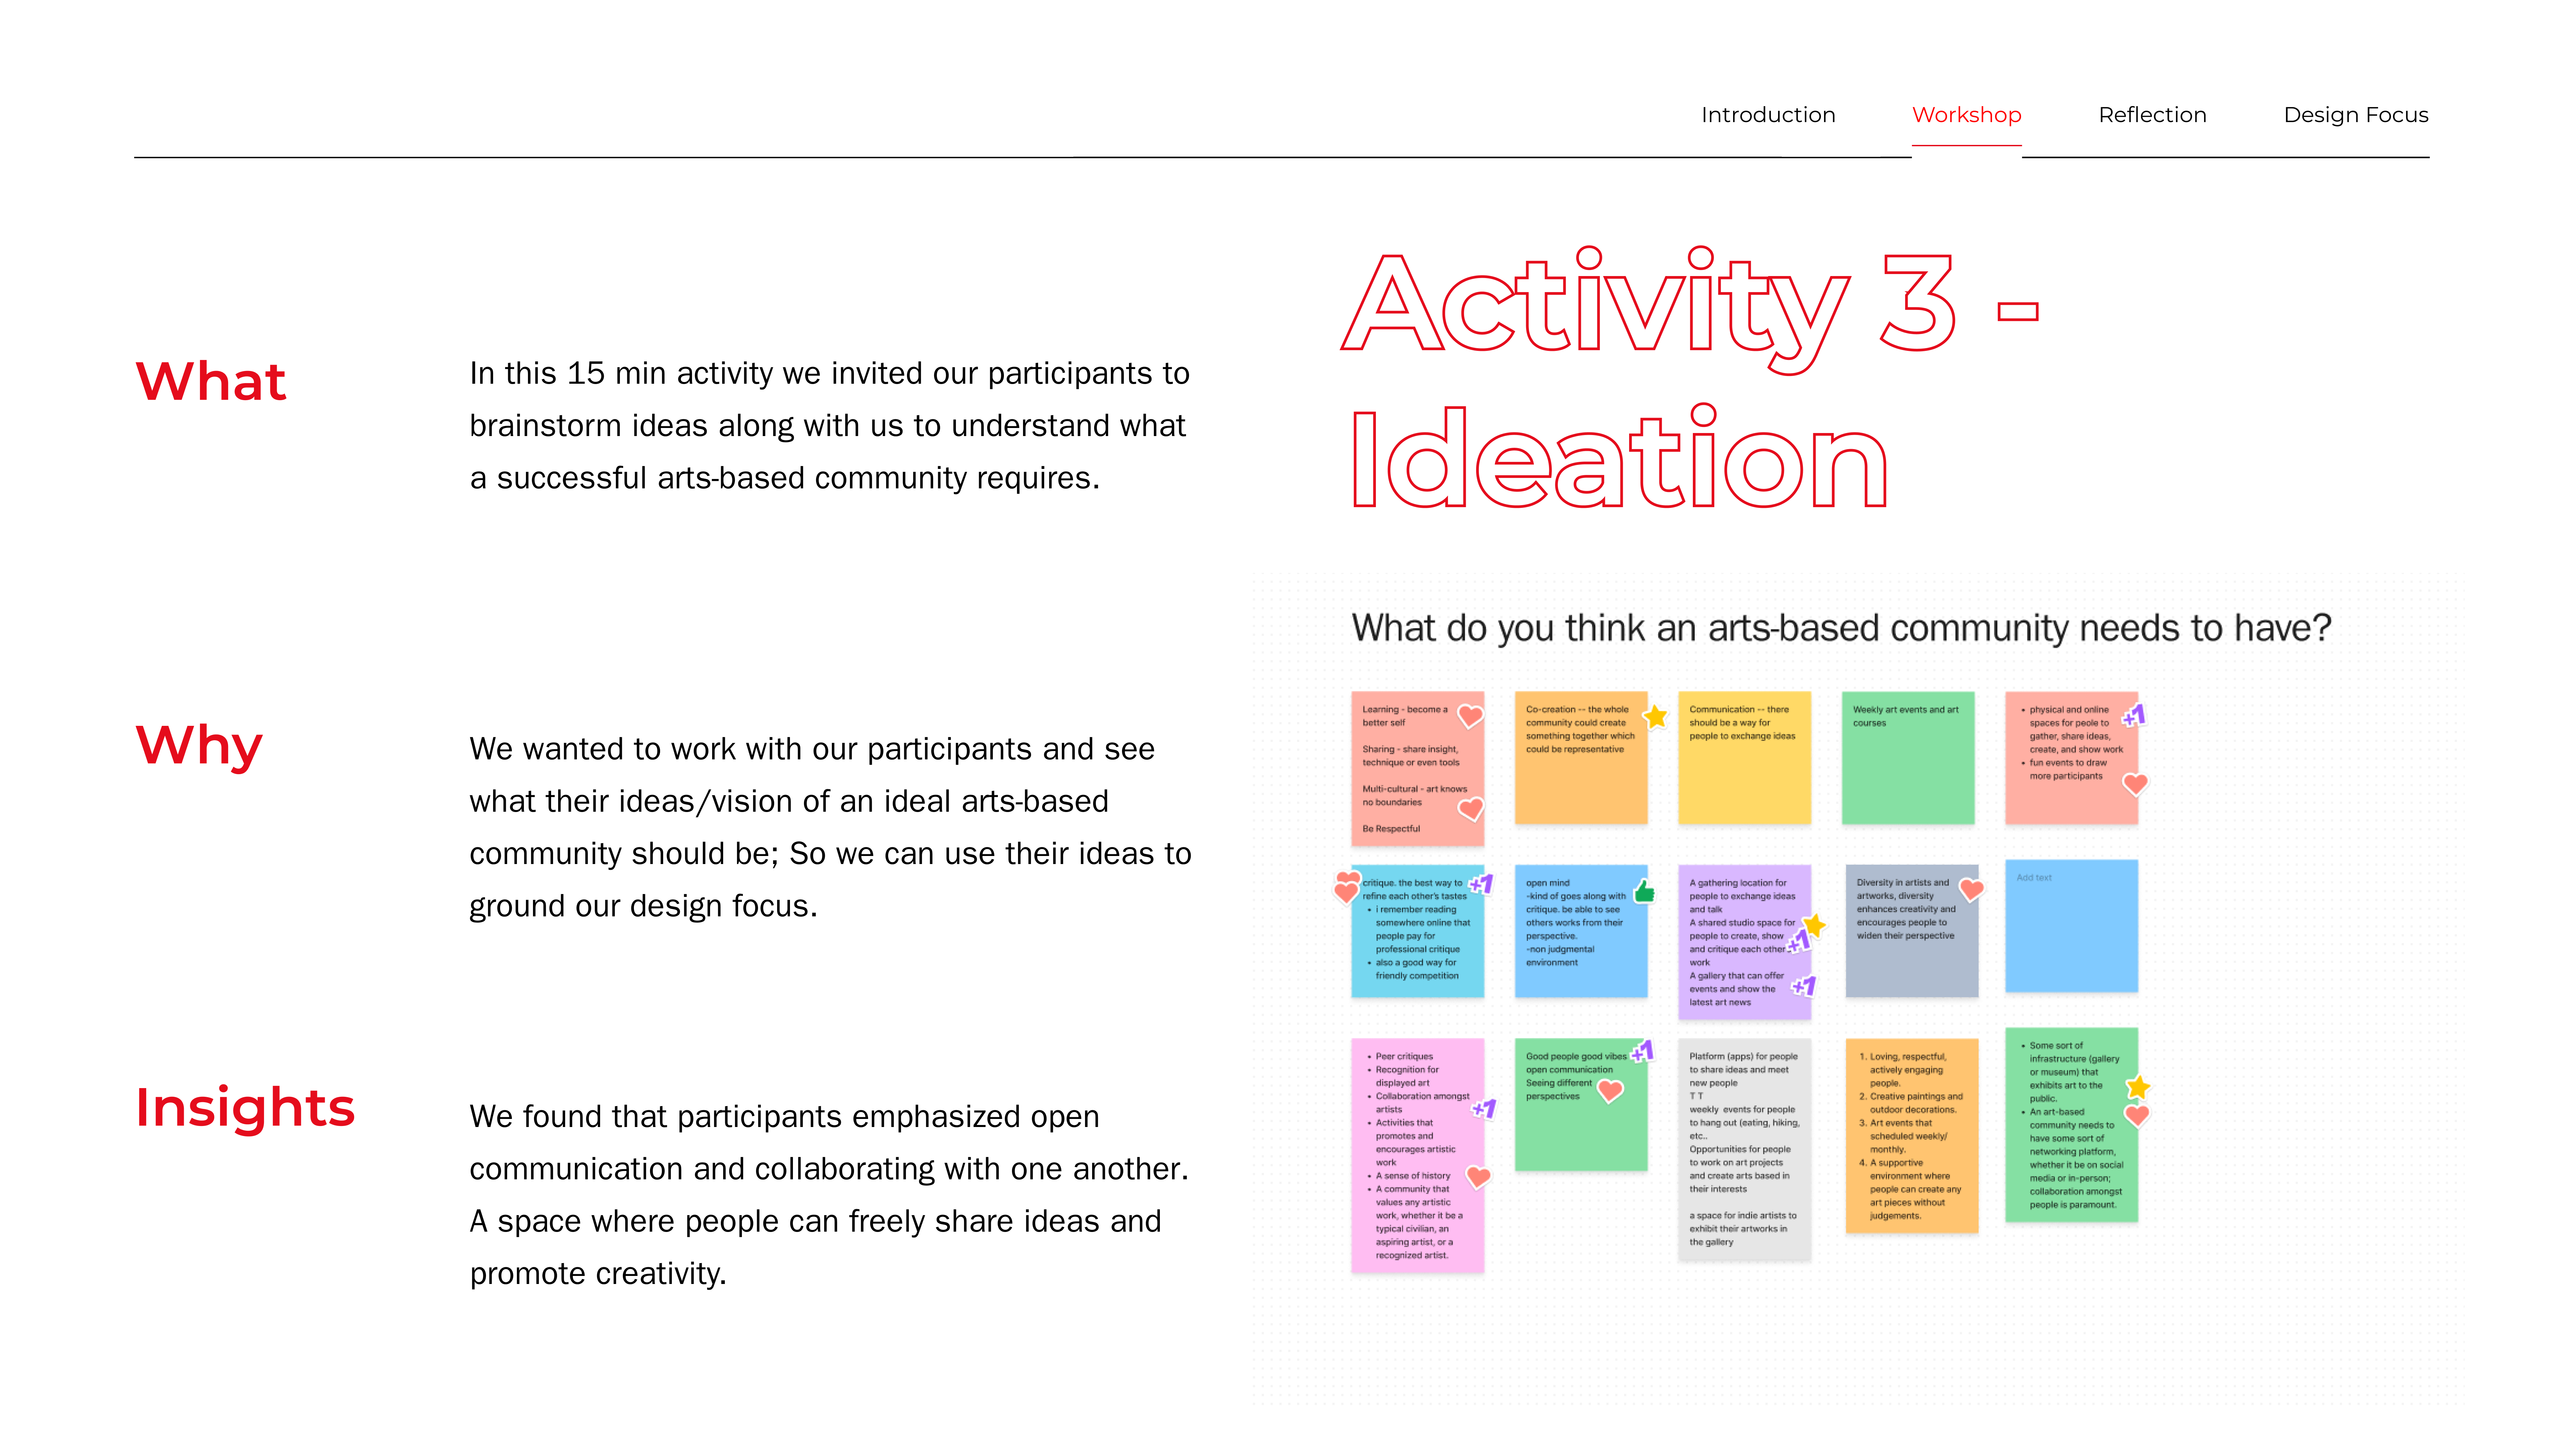 Introduction
Workshop
Reflection
Design Focus
Activity 3 -
Ideation
What
In this 15 min activity we invited our participants to
brainstorm ideas along with us to understand what
a successful arts-based community requires.
Why
We wanted to work with our participants and see
what their ideas/vision of an ideal arts-based
community should be; So we can use their ideas to
ground our design focus.
Insights
We found that participants emphasized open
communication and collaborating with one another.
A space where people can freely share ideas and
promote creativity.
What do you think an arts-based community needs to have?
Learning - become a
better self
Sharing - share insight,
technique or even tools
Multi-cultural - art knows
no boundaries
Be Respectful
Co-creation -- the whole
community could create
something together which
could be representative
Communication -- there
should be a way for
people to exchange ideas
Weekly art events and art
courses
• physical and online
spaces for peole to
gather, share ideas,
create, and show work
• fun events to draw
more participants
+1
critique. the best way to
refine each other's tastes
• i remember reading
somewhere online that
people pay for
professional critique
• also a good way for
friendly competition
+1
open mind
-kind of goes along with
critique. be able to see
others works from their
perspective.
-non judgmental
environment
A gathering location for
people to exchange ideas
and talk
A shared studio space for
people to create, show
and critique each other
work
A gallery that can offer
events and show the
latest art news
+1
+1
Diversity in artists and
artworks, diversity
enhances creativity and
encourages people to
widen their perspective
Add text
• Peer critiques
• Recognition for
displayed art
• Collaboration amongst
artists
• Activities that
promotes and
encourages artistic
work
• A sense of history
• A community that
values any artistic
work, whether it be a
typical civilian, an
aspiring artist, or a
recognized artist.
+1
Good people good vibes
open communication
Seeing different
perspectives
+1
Platform (apps) for people
to share ideas and meet
new people
T T
weekly events for people
to hang out (eating, hiking,
etc..
Opportunities for people
to work on art projects
and create arts based in
their interests
a space for indie artists to
exhibit their artworks in
the gallery
1. Loving, respectful,
actively engaging
people.
2. Creative paintings and
outdoor decorations.
3. Art events that
scheduled weekly/
monthly.
4. A supportive
environment where
people can create any
art pieces without
judgements.
• Some sort of
infrastructure (gallery
or museum) that
exhibits art to the
public.
• An art-based
community needs to
have some sort of
networking platform,
whether it be on social
media or in-person;
collaboration amongst
people is paramount.